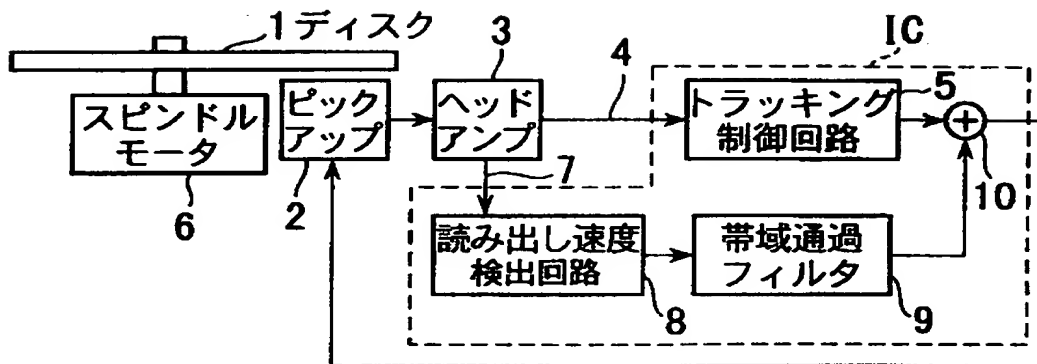 1ディスク
スピンドル
モータ
6
ピック
アップ
2
3
ヘッド
アンプ
4
7
IC
トラッキング
制御回路
5
10
読み出し速度
検出回路
8
帯域通過
フィルタ
9